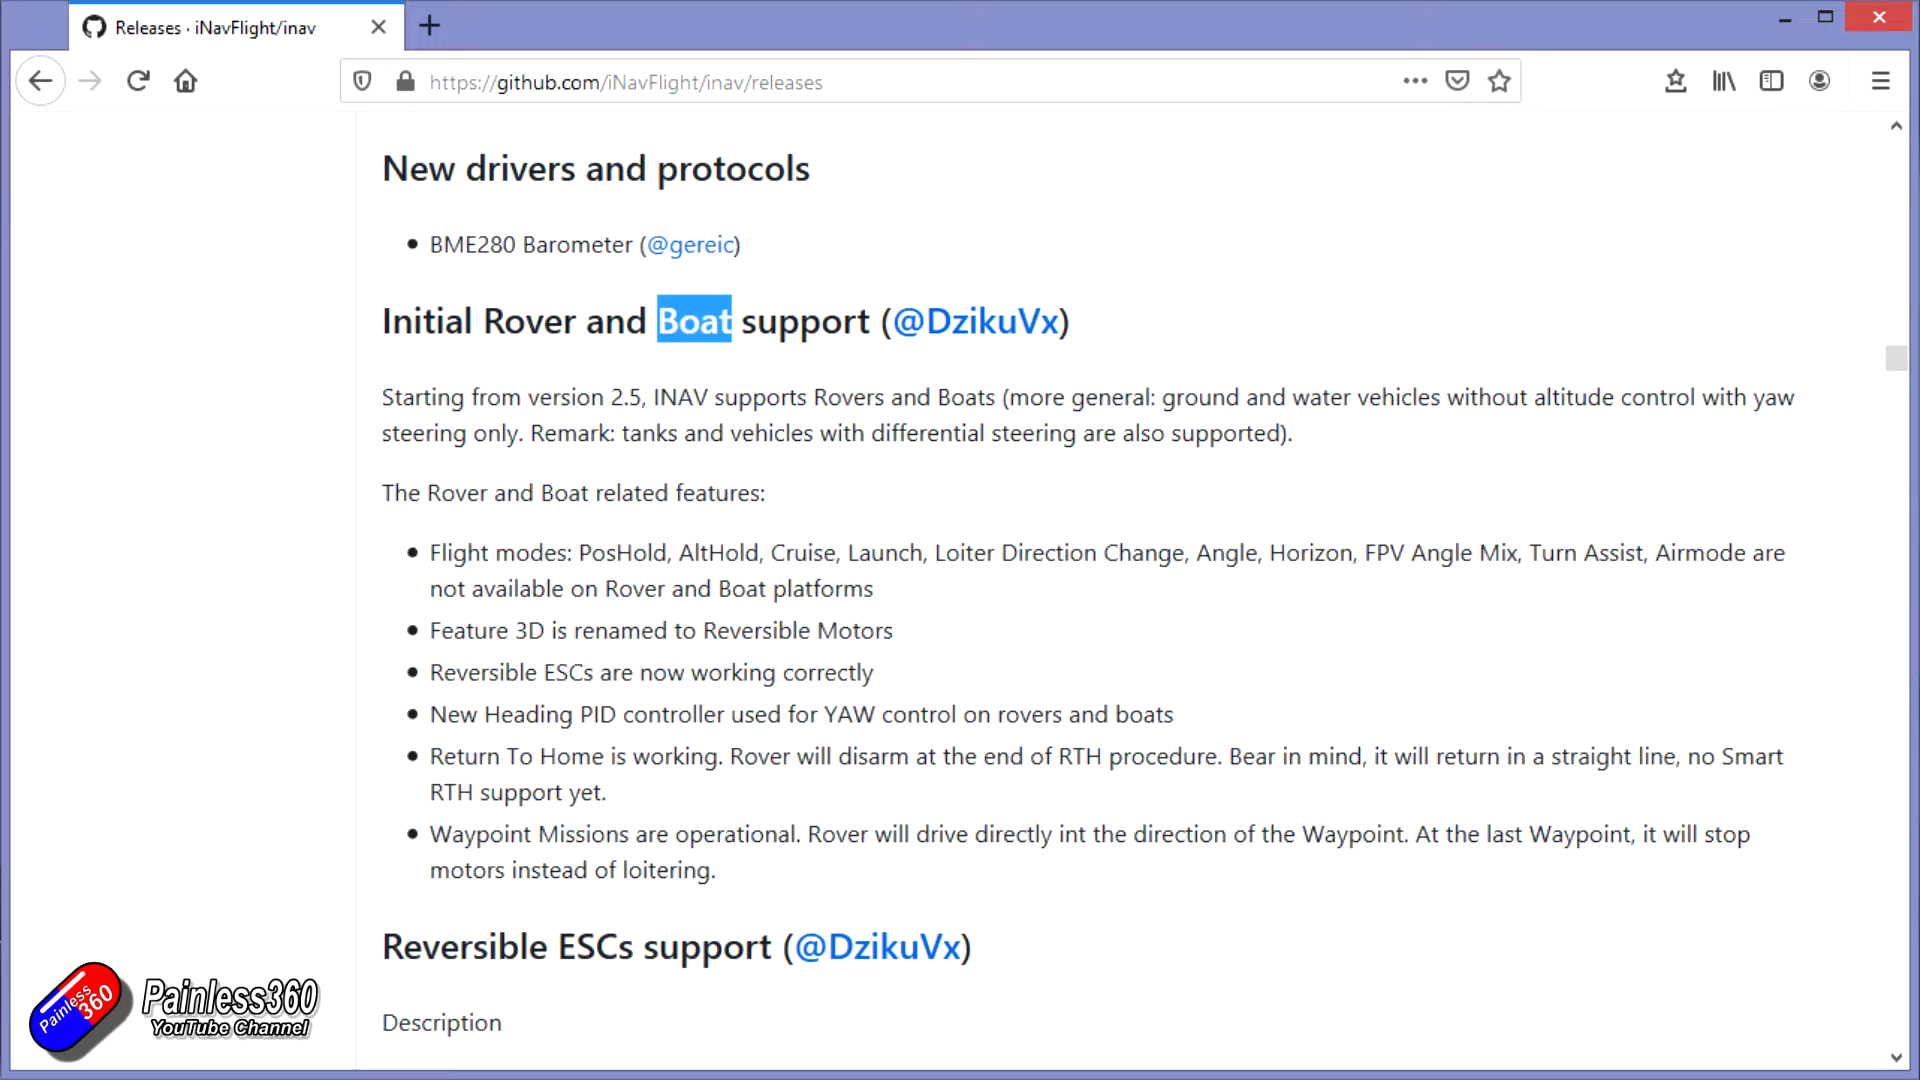 Releases · iNavFlight/inav
https://github.com/iNavFlight/inav/releases
New drivers and protocols
BME280 Barometer (@gereic)
Initial Rover and Boat support (@DzikuVx)
Starting from version 2.5, INAV supports Rovers and Boats (more general: ground and water vehicles without altitude control with yaw
steering only. Remark: tanks and vehicles with differential steering are also supported).
The Rover and Boat related features:
Flight modes: PosHold, AltHold, Cruise, Launch, Loiter Direction Change, Angle, Horizon, FPV Angle Mix, Turn Assist, Airmode are
not available on Rover and Boat platforms
Feature 3D is renamed to Reversible Motors
Reversible ESCs are now working correctly
New Heading PID controller used for YAW control on rovers and boats
Return To Home is working. Rover will disarm at the end of RTH procedure. Bear in mind, it will return in a straight line, no Smart
RTH support yet.
Waypoint Missions are operational. Rover will drive directly int the direction of the Waypoint. At the last Waypoint, it will stop
motors instead of loitering.
Reversible ESCs support (@DzikuVx)
Description
Painless
360
Painless360
YouTube Channel